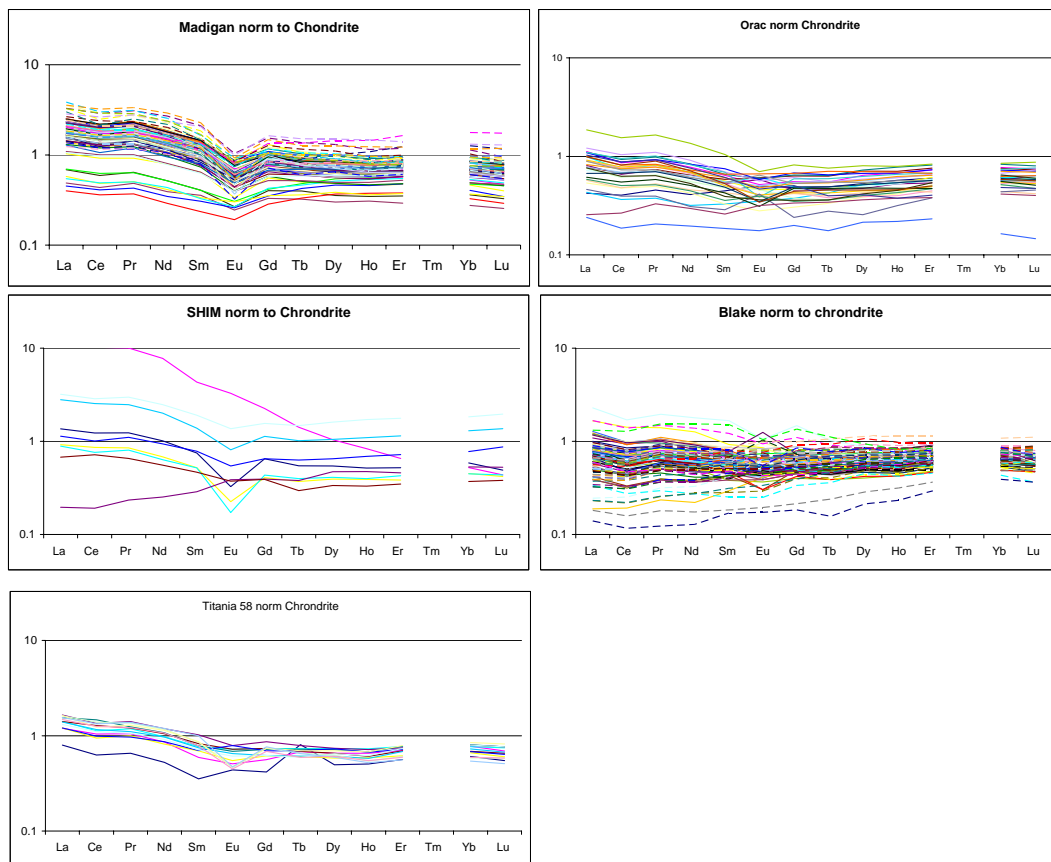 Madigan norm to Chondrite
10
1
0.1
La Ce Pr Nd Sm Eu Gd Tb Dy Ho Er Tm Yb Lu
Orac norm Chrondrite
10
1
0.1
La Ce Pr Nd Sm Eu Gd Tb Dy Ho Er Tm Yb Lu
SHIM norm to Chrondrite
10
1
0.1
La Ce Pr Nd Sm Eu Gd Tb Dy Ho Er Tm Yb Lu
Blake norm to chrondrite
10
1
0.1
La Ce Pr Nd Sm Eu Gd Tb Dy Ho Er Tm Yb Lu
Titania 58 norm Chrondrite
10
1
0.1
La Ce Pr Nd Sm Eu Gd Tb Dy Ho Er Tm Yb Lu